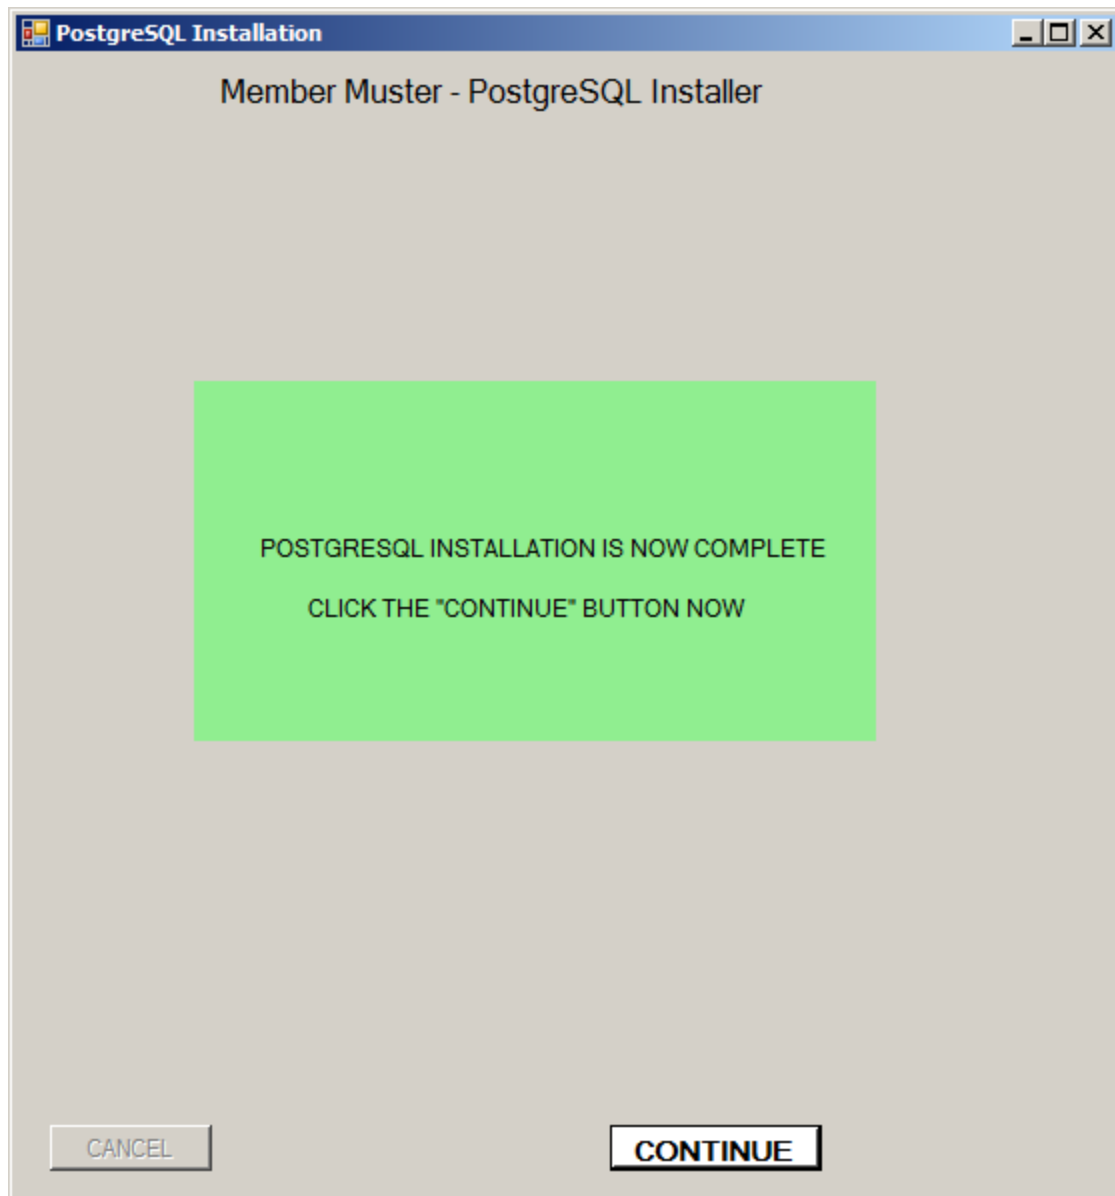 PostgreSQL Installation
Member Muster - PostgreSQL Installer
POSTGRESQL INSTALLATION IS NOW COMPLETE
CLICK THE "CONTINUE" BUTTON NOW
CANCEL
CONTINUE